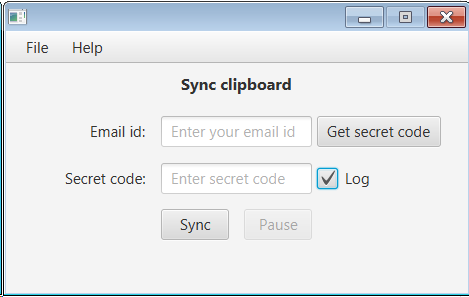 File Help
Sync clipboard
Email id: Enter your email id Get secret code
Secret code: Enter secret code Log
Sync Pause